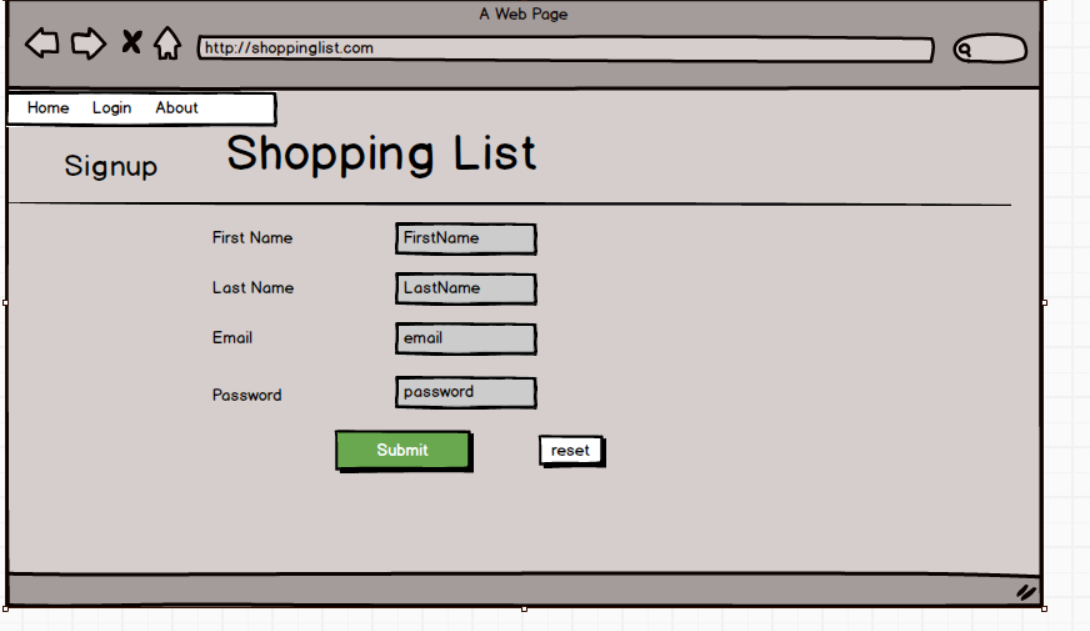 A Web Page
http://shoppinglist.com
Home Login About
Signup Shopping List
First Name FirstName
Last Name LastName
Email email
Password password
Submit reset